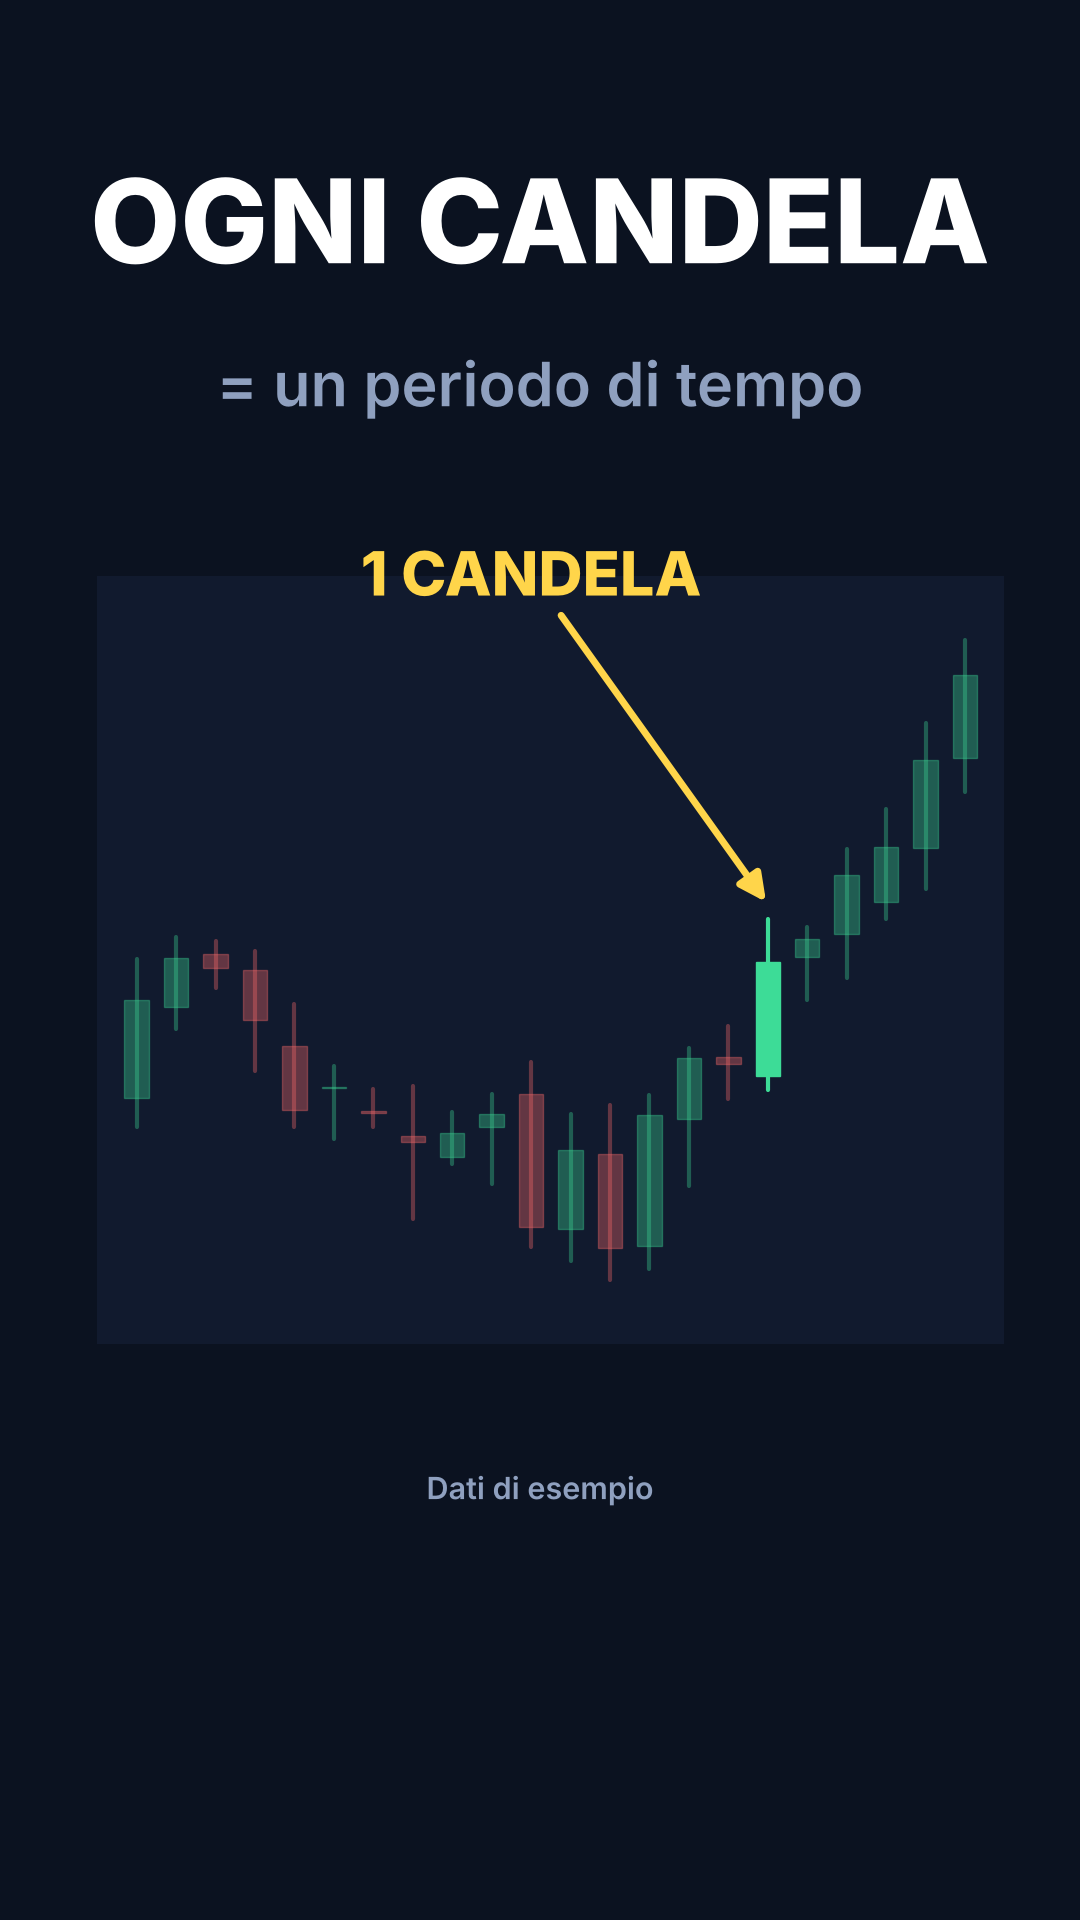 OGNI CANDELA
= un periodo di tempo
1 CANDELA
Dati di esempio